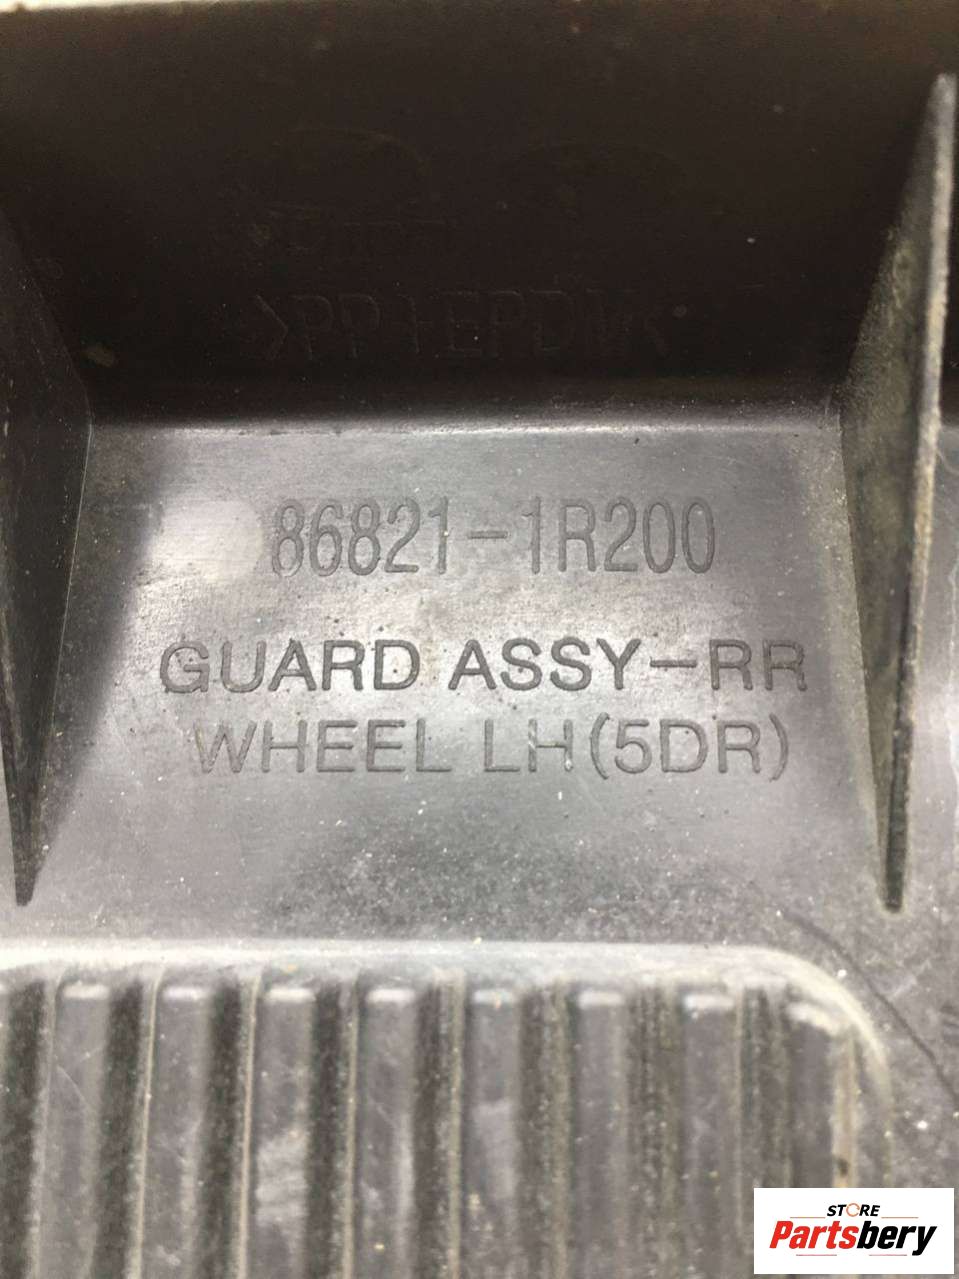 >PP+EPDM<
86821-1R200
GUARD ASSY-RR
WHEEL LH(5DR)
STORE
Partsbery